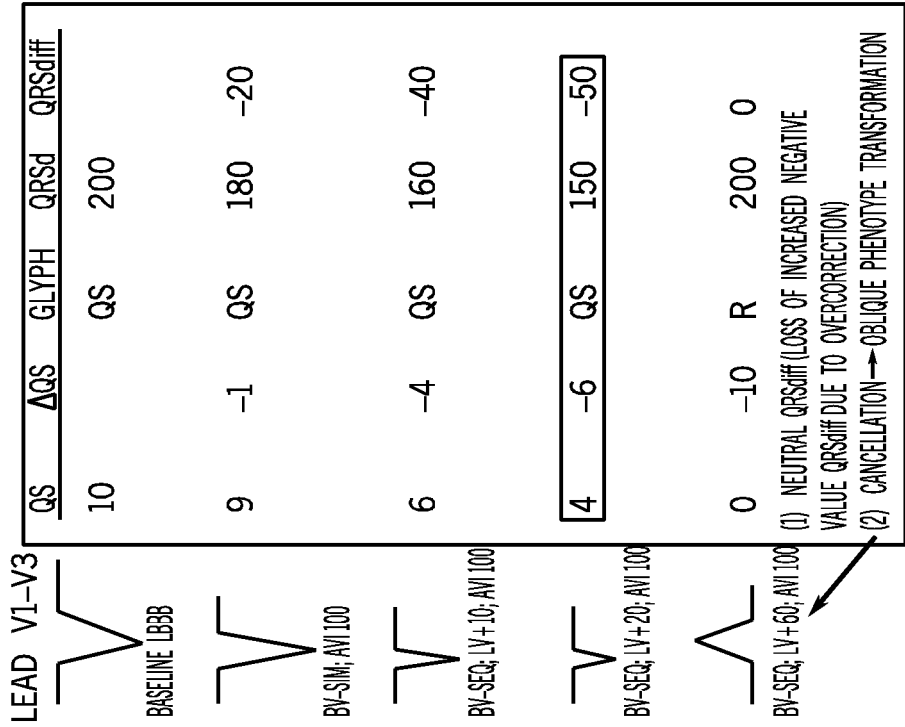 LEAD V1–V3
QS ΔQS GLYPH QRSd QRSdiff
10 QS 200
BASELINE LBBB
9 –1 QS 180 –20
BV–SIM; AVI 100
6 –4 QS 160 –40
BV–SEQ; LV+10; AVI 100
4 –6 QS 150 –50
BV–SEQ; LV+20; AVI 100
0 –10 R 200 0
BV–SEQ; LV+60; AVI 100
(1) NEUTRAL QRSdiff (LOSS OF INCREASED NEGATIVE
VALUE QRSdiff DUE TO OVERCORRECTION)
(2) CANCELLATION → OBLIQUE PHENOTYPE TRANSFORMATION